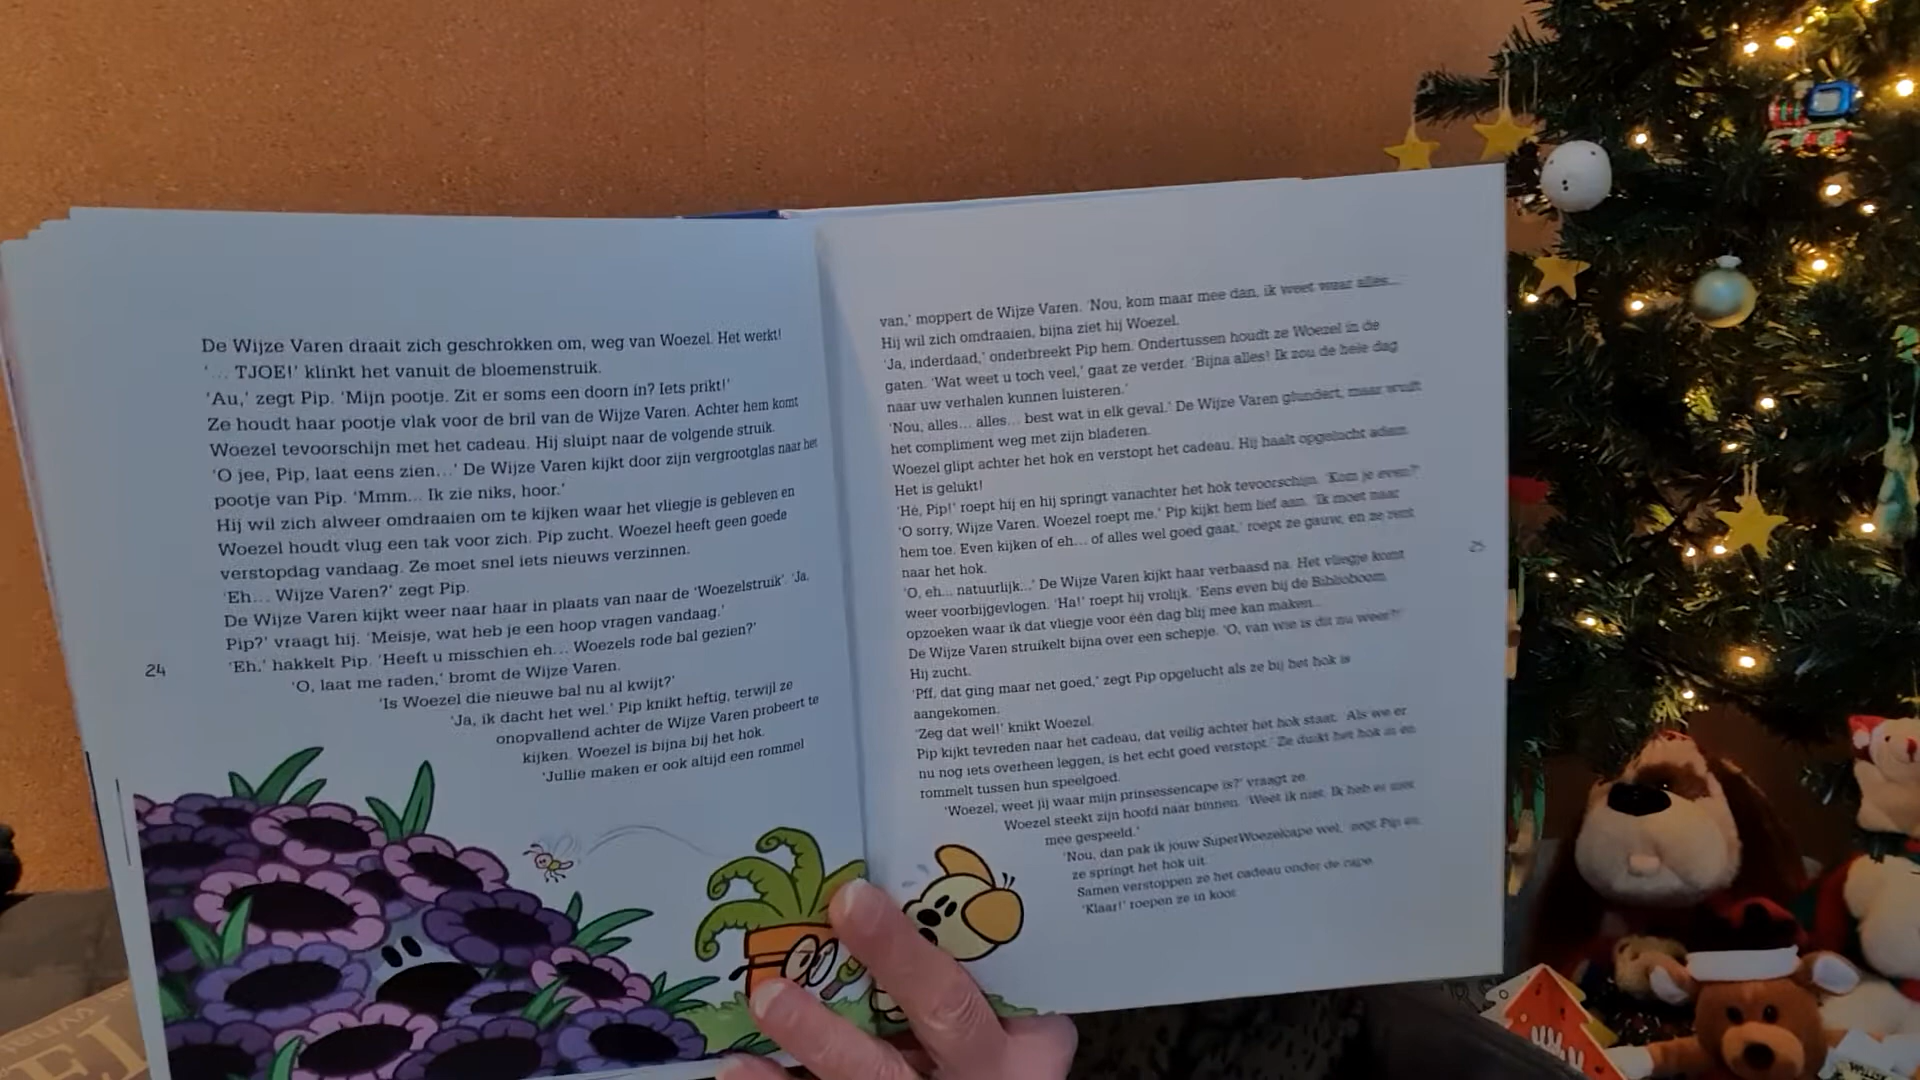 De Wijze Varen draait zich geschrokken om, weg van Woezel. Het werkt!
‘... TJOE!’ klinkt het vanuit de bloemenstruik.
‘Au,’ zegt Pip. ‘Mijn pootje. Zit er soms een doorn in? Iets prikt!’
Ze houdt haar pootje vlak voor de bril van de Wijze Varen. Achter hem komt
Woezel tevoorschijn met het cadeau. Hij sluipt naar de volgende struik.
‘O jee, Pip, laat eens zien...’ De Wijze Varen kijkt door zijn vergrootglas naar het
pootje van Pip. ‘Mmm... Ik zie niks, hoor.’
Hij wil zich alweer omdraaien om te kijken waar het vliegje is gebleven en
Woezel houdt vlug een tak voor zich. Pip zucht. Woezel heeft geen goede
verstopdag vandaag. Ze moet snel iets nieuws verzinnen.
‘Eh... Wijze Varen?’ zegt Pip.
De Wijze Varen kijkt weer naar haar in plaats van naar de ‘Woezelstruik’. ‘Ja,
Pip?’ vraagt hij. ‘Meisje, wat heb je een hoop vragen vandaag.’
‘Eh,’ hakkelt Pip. ‘Heeft u misschien eh... Woezels rode bal gezien?’
‘O, laat me raden,’ bromt de Wijze Varen.
‘Is Woezel die nieuwe bal nu al kwijt?’
‘Ja, ik dacht het wel.’ Pip knikt heftig, terwijl ze
onopvallend achter de Wijze Varen probeert te
kijken. Woezel is bijna bij het hok.
‘Jullie maken er ook altijd een rommel
24
van,’ moppert de Wijze Varen. ‘Nou, kom maar mee dan, ik weet waar alles...
Hij wil zich omdraaien, bijna ziet hij Woezel.
‘Ja, inderdaad,’ onderbreekt Pip hem. Ondertussen houdt ze Woezel in de
gaten. ‘Wat weet u toch veel,’ gaat ze verder. ‘Bijna alles! Ik zou de hele dag
naar uw verhalen kunnen luisteren.’
‘Nou, alles... alles... best wat in elk geval.’ De Wijze Varen glundert, maar wuift
het compliment weg met zijn bladeren.
Woezel glipt achter het hok en verstopt het cadeau. Hij haalt opgelucht adem.
Het is gelukt!
‘Hé, Pip!’ roept hij en hij springt vanachter het hok tevoorschijn. ‘Kom je even?’
‘O sorry, Wijze Varen. Woezel roept me.’ Pip kijkt hem lief aan. ‘Ik moet naar
hem toe. Even kijken of eh... of alles wel goed gaat,’ roept ze gauw, en ze rent
naar het hok.
‘O, eh... natuurlijk...’ De Wijze Varen kijkt haar verbaasd na. Het vliegje komt
weer voorbijgevlogen. ‘Ha!’ roept hij vrolijk. ‘Eens even bij de Biblioboom
opzoeken waar ik dat vliegje voor één dag blij mee kan maken...
De Wijze Varen struikelt bijna over een schepje. ‘O, van wie is dit nu weer?’
Hij zucht.
‘Pff, dat ging maar net goed,’ zegt Pip opgelucht als ze bij het hok is
aangekomen.
‘Zeg dat wel!’ knikt Woezel.
Pip kijkt tevreden naar het cadeau, dat veilig achter het hok staat. ‘Als we er
nu nog iets overheen leggen, is het echt goed verstopt.’ Ze duikt het hok in en
rommelt tussen hun speelgoed.
‘Woezel, weet jij waar mijn prinsessencape is?’ vraagt ze.
Woezel steekt zijn hoofd naar binnen. ‘Weet ik niet. Ik heb er niet
mee gespeeld.’
‘Nou, dan pak ik jouw SuperWoezelcape wel,’ zegt Pip en
ze springt het hok uit.
Samen verstoppen ze het cadeau onder de cape.
‘Klaar!’ roepen ze in koor.
25